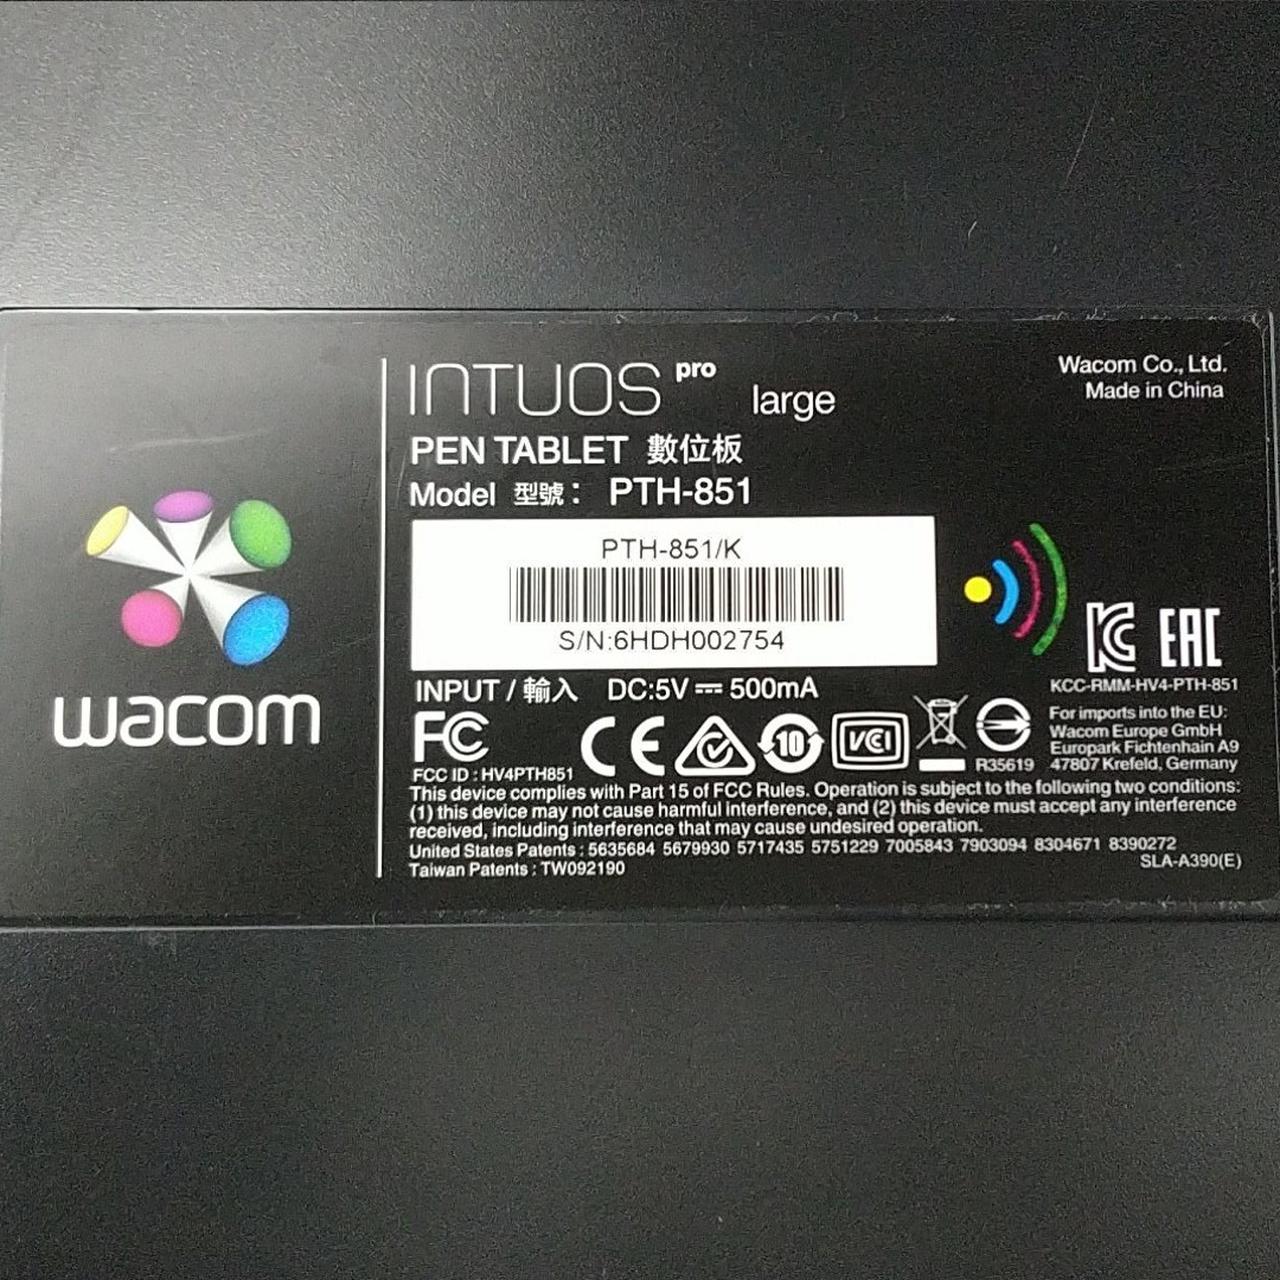 wacom
INTUOS pro large
PEN TABLET 數位板
Model 型號： PTH-851
Wacom Co., Ltd.
Made in China
PTH-851/K
S/N:6HDH002754
INPUT / 輸入 DC:5V ⎓ 500mA
FC
FCC ID : HV4PTH851
CE
10
VCCI
R35619
KC EAC
KCC-RMM-HV4-PTH-851
For imports into the EU:
Wacom Europe GmbH
Europark Fichtenhain A9
47807 Krefeld, Germany
This device complies with Part 15 of FCC Rules. Operation is subject to the following two conditions:
(1) this device may not cause harmful interference, and (2) this device must accept any interference
received, including interference that may cause undesired operation.
United States Patents : 5635684 5679930 5717435 5751229 7005843 7903094 8304671 8390272
Taiwan Patents : TW092190
SLA-A390(E)